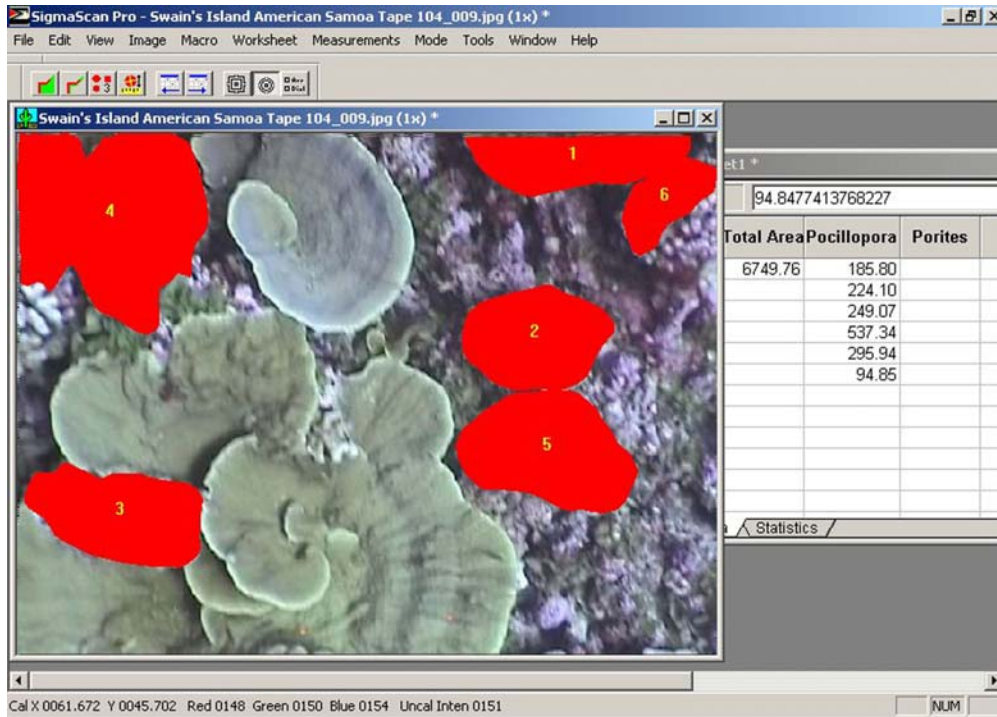 SigmaScan Pro - Swain's Island American Samoa Tape 104_009.jpg (1x) *
File Edit View Image Macro Worksheet Measurements Mode Tools Window Help
Swain's Island American Samoa Tape 104_009.jpg (1x) *
1
6
4
2
5
3
et1 *
94.8477413768227
Total Area Pocillopora Porites
6749.76 185.80
224.10
249.07
537.34
295.94
94.85
Statistics
Cal X 0061.672 Y 0045.702 Red 0148 Green 0150 Blue 0154 Uncal Inten 0151 NUM